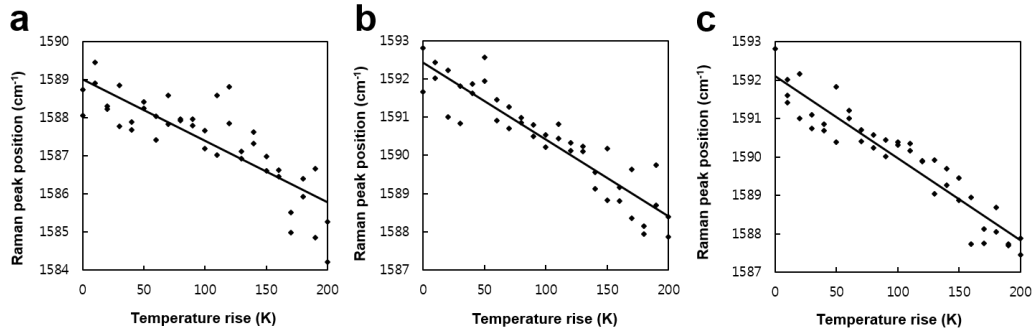 a
b
c
1590
1589
1588
1587
1586
1585
1584
Raman peak position (cm⁻¹)
0 50 100 150 200
Temperature rise (K)
1593
1592
1591
1590
1589
1588
1587
Raman peak position (cm⁻¹)
0 50 100 150 200
Temperature rise (K)
1593
1592
1591
1590
1589
1588
1587
Raman peak position (cm⁻¹)
0 50 100 150 200
Temperature rise (K)